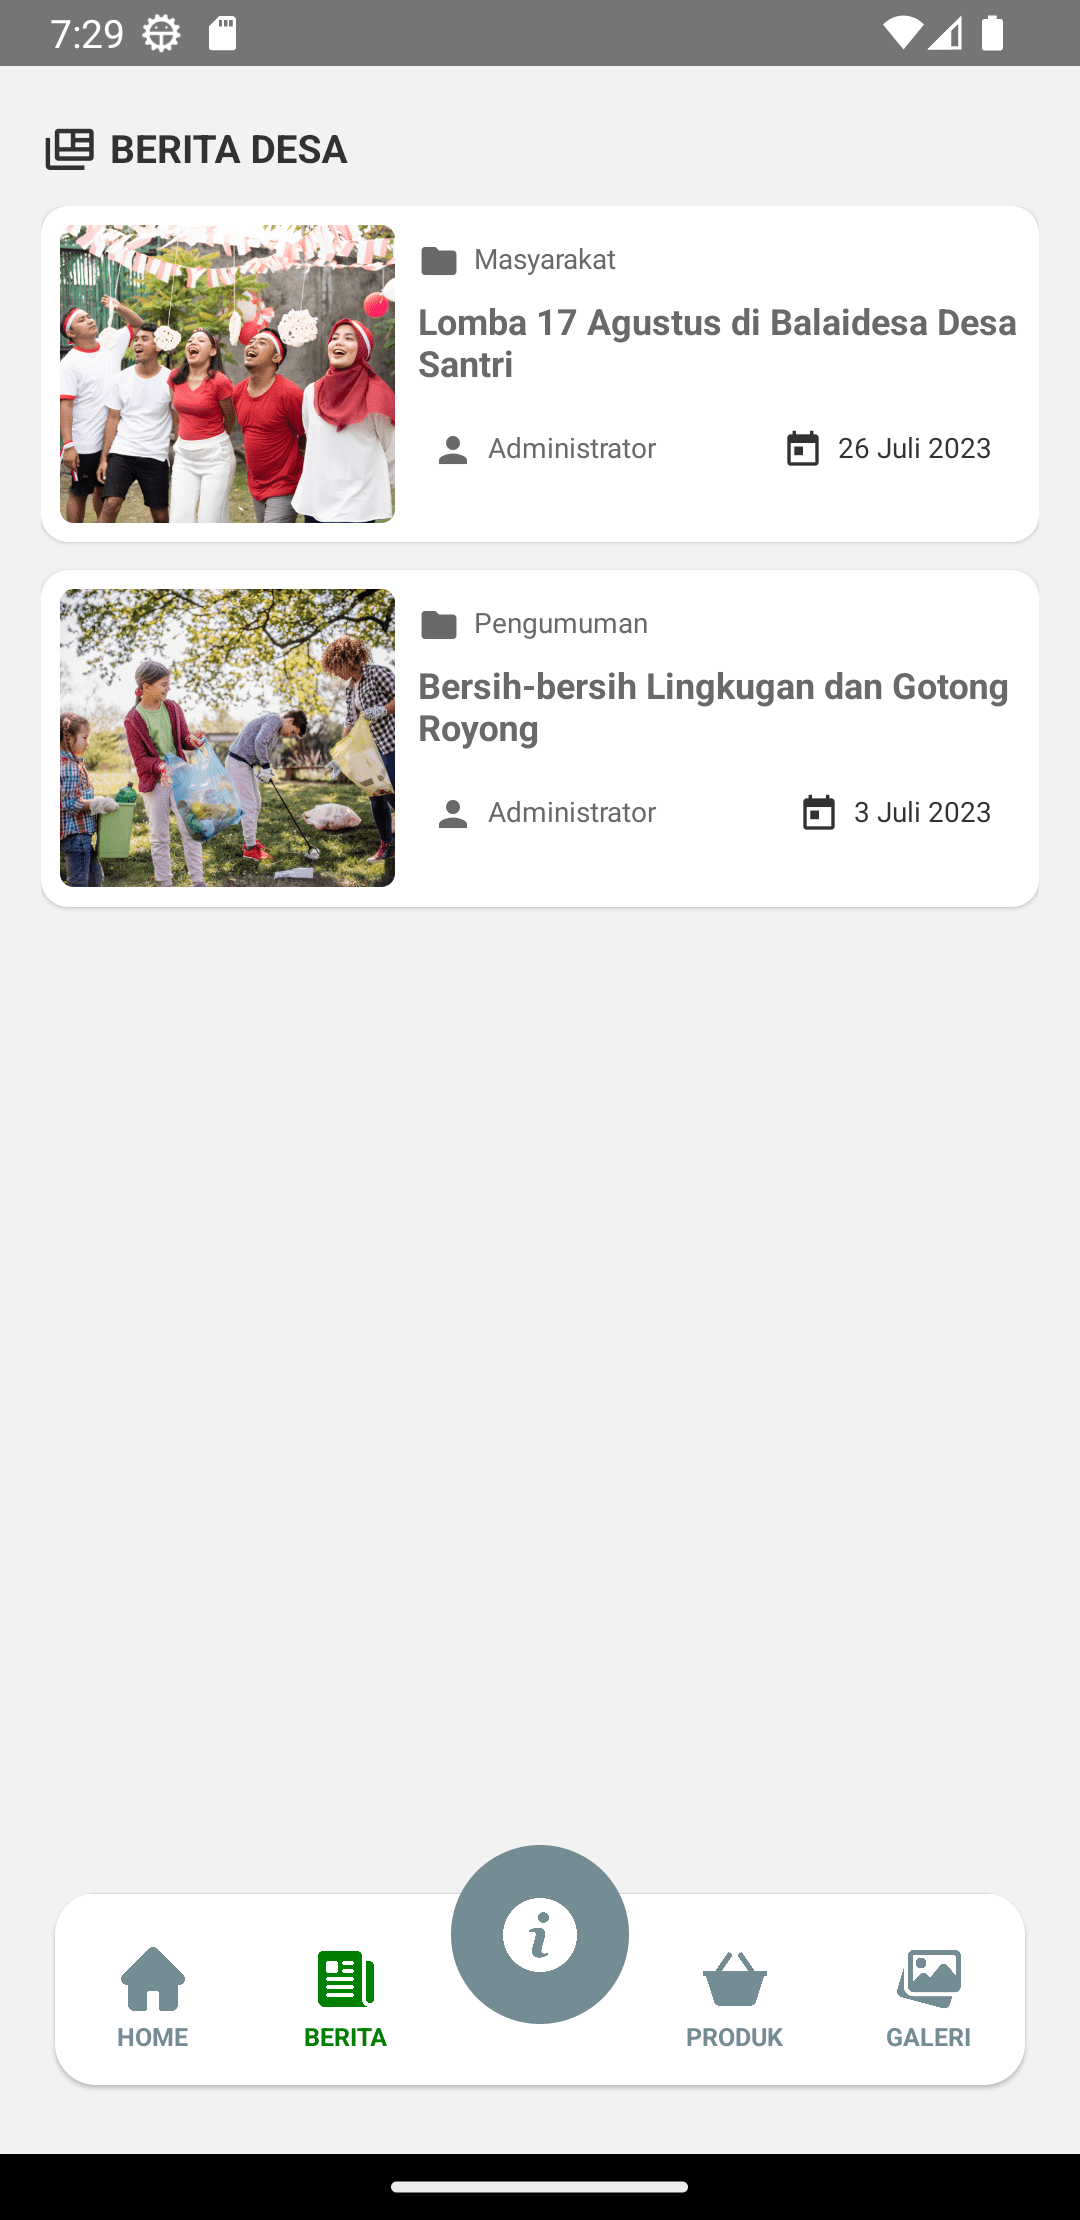 7:29
BERITA DESA
Masyarakat
Lomba 17 Agustus di Balaidesa Desa
Santri
Administrator
26 Juli 2023
Pengumuman
Bersih-bersih Lingkugan dan Gotong
Royong
Administrator
3 Juli 2023
HOME
BERITA
PRODUK
GALERI